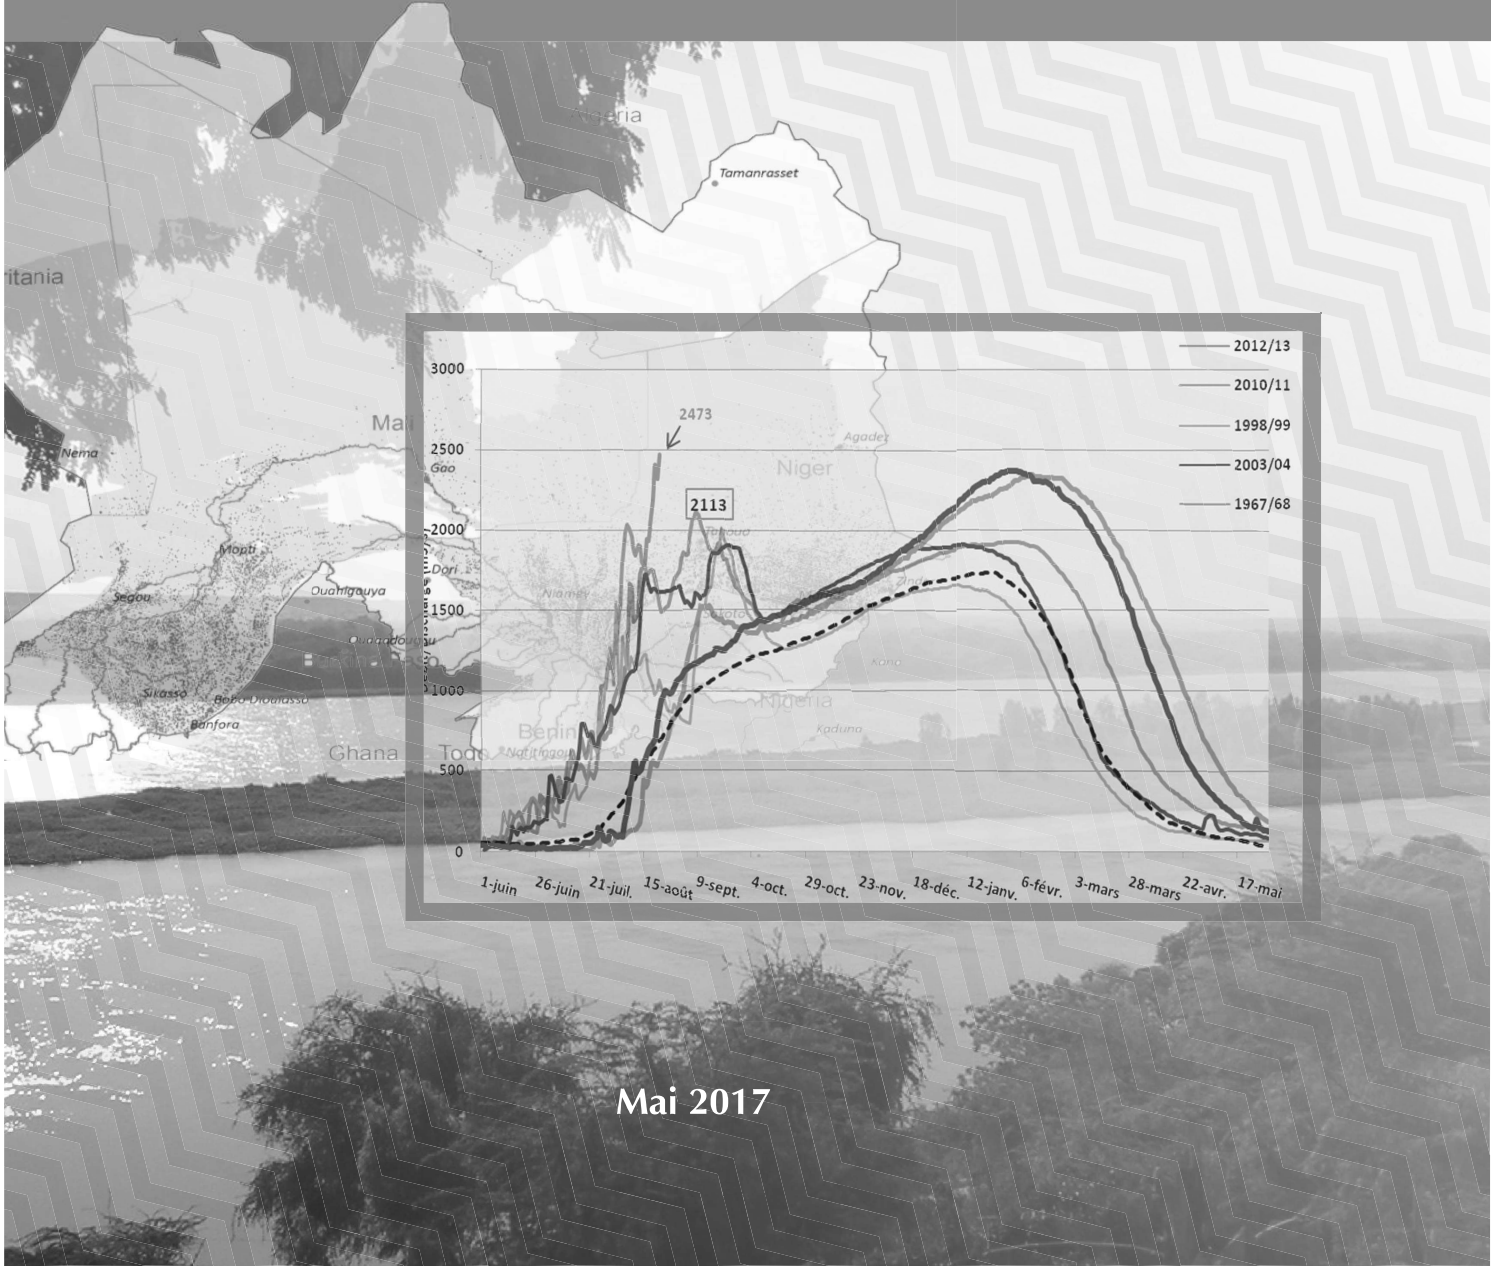 Algeria
Tamanrasset
ritania
2012/13
3000
2010/11
2473
Mali
1998/99
Agadez
2500
Nema
Gao
Niger
2003/04
2113
1967/68
2000
Tahoua
Mopti
Dori
Zind
Ouahigouya
Niamey
Segou
1500
Ouagadougou
Kano
1000
Sikasso
Bobo-Dioulasso
Nigeria
Banfora
Benin
Kaduna
Ghana
Togo
Natitingou
500
0
1-juin
26-juin
21-juil.
15-août
9-sept.
4-oct.
29-oct.
23-nov.
18-déc.
12-janv.
6-févr.
3-mars
28-mars
22-avr.
17-mai
Mai 2017